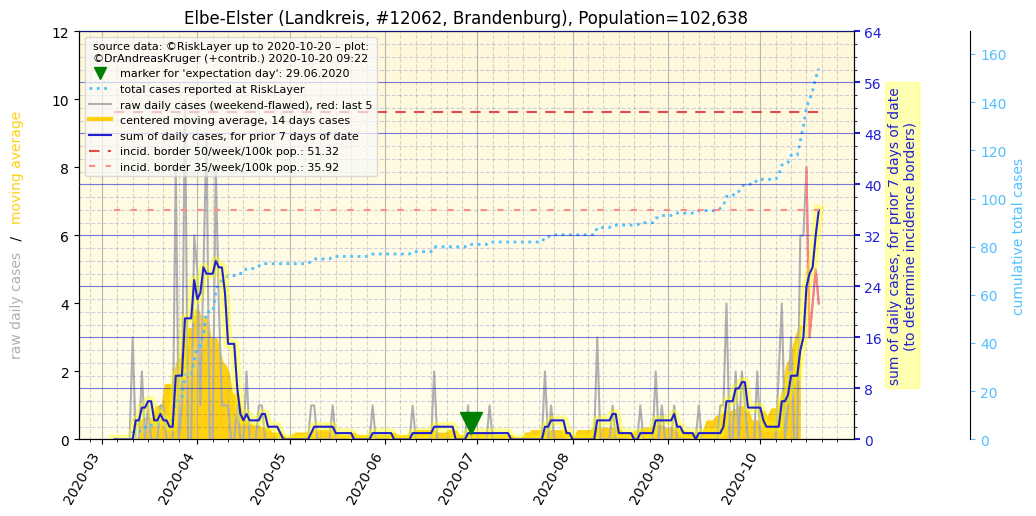 Elbe-Elster (Landkreis, #12062, Brandenburg), Population=102,638
source data: ©RiskLayer up to 2020-10-20 – plot:
©DrAndreasKruger (+contrib.) 2020-10-20 09:22
marker for 'expectation day': 29.06.2020
total cases reported at RiskLayer
raw daily cases (weekend-flawed), red: last 5
centered moving average, 14 days cases
sum of daily cases, for prior 7 days of date
incid. border 50/week/100k pop.: 51.32
incid. border 35/week/100k pop.: 35.92
raw daily cases / moving average
12
10
8
6
4
2
0
2020-03
2020-04
2020-05
2020-06
2020-07
2020-08
2020-09
2020-10
64
56
48
40
32
24
16
8
0
sum of daily cases, for prior 7 days of date
(to determine incidence borders)
160
140
120
100
80
60
40
20
0
cumulative total cases